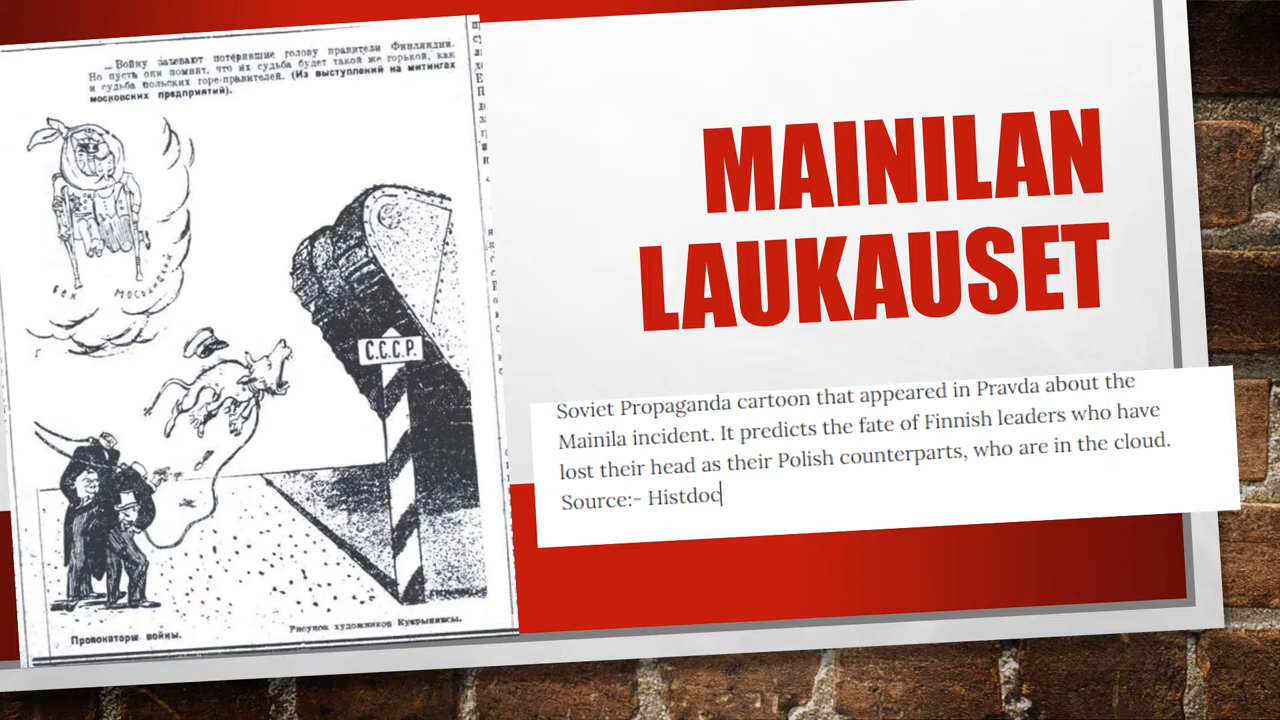 — Войну затевают потерявшие голову правители Финляндии.
Но пусть они помнят, что их судьба будет такой же горькой, как
и судьба польских горе-правителей. (Из выступлений на митингах
московских предприятий).
БЕК МОСЬЦИЦКИЙ
С.С.С.Р.
Провокаторы войны.
Рисунок художников Кукрыниксы.
MAINILAN
LAUKAUSET
Soviet Propaganda cartoon that appeared in Pravda about the
Mainila incident. It predicts the fate of Finnish leaders who have
lost their head as their Polish counterparts, who are in the cloud.
Source:- Histdoc